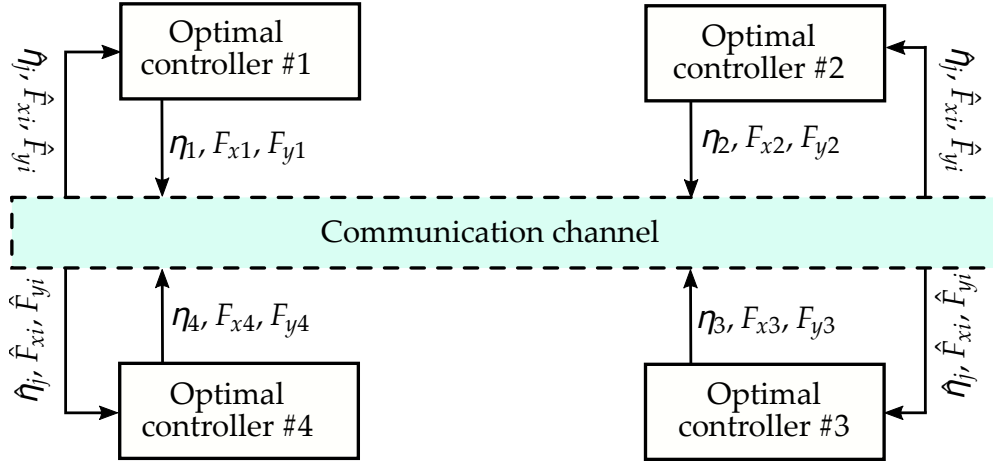 Optimal
controller #1
Optimal
controller #2
η̂j, F̂xi, F̂yi
η1, Fx1, Fy1
η2, Fx2, Fy2
η̂j, F̂xi, F̂yi
Communication channel
η̂j, F̂xi, F̂yi
η4, Fx4, Fy4
η3, Fx3, Fy3
η̂j, F̂xi, F̂yi
Optimal
controller #4
Optimal
controller #3